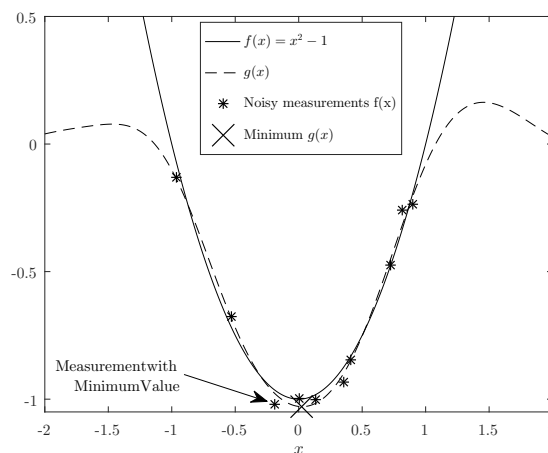 0.5
f(x) = x² − 1
g(x)
Noisy measurements f(x)
Minimum g(x)
0
-0.5
Measurementwith
MinimumValue
-1
-2
-1.5
-1
-0.5
0
0.5
1
1.5
x